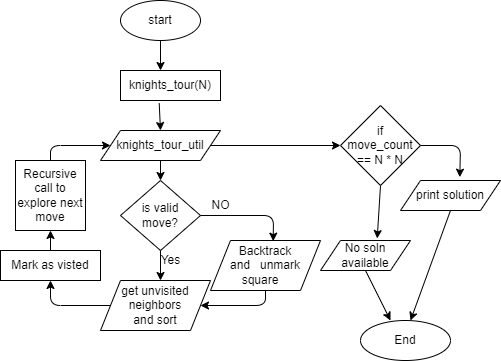 start
knights_tour(N)
knights_tour_util
if
move_count
== N * N
Recursive
call to
explore next
move
is valid
move?
NO
print solution
Mark as visted
Yes
Backtrack
and unmark
square
No soln
available
get unvisited
neighbors
and sort
End